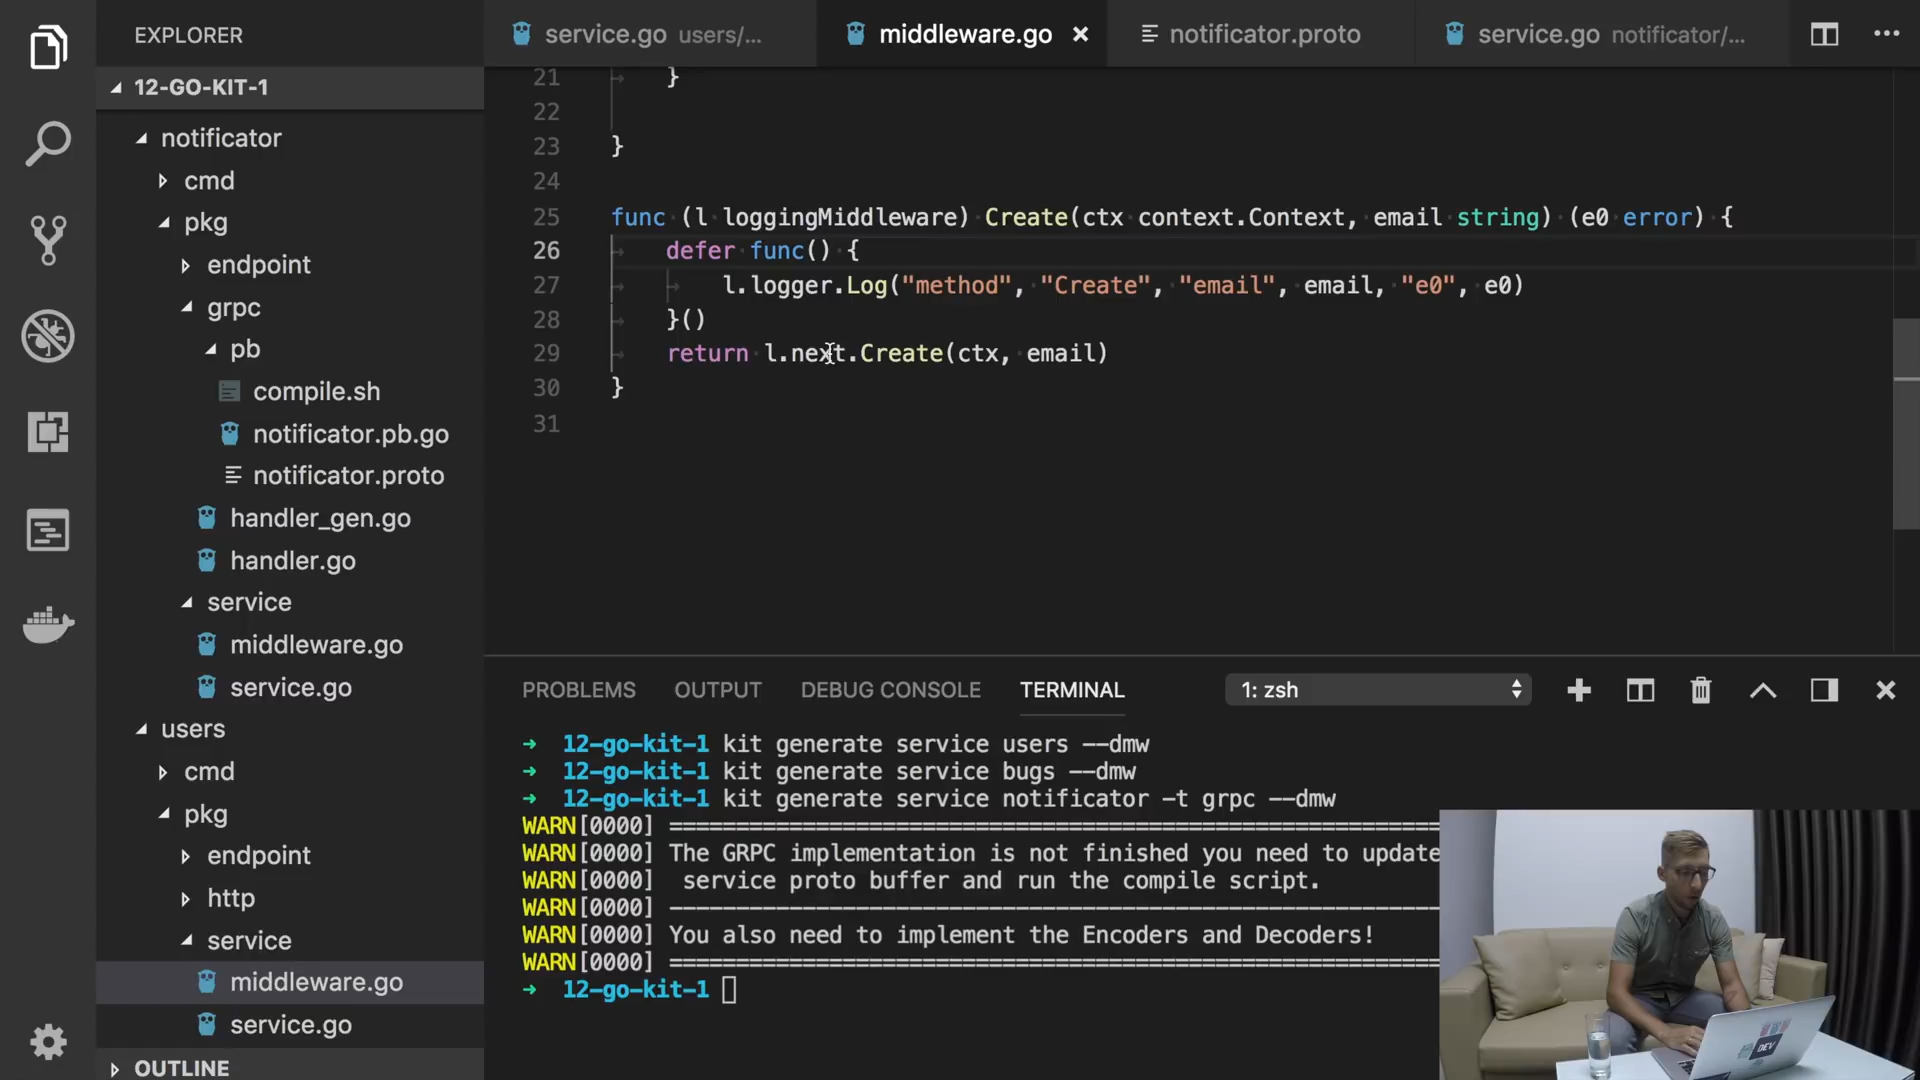 EXPLORER
12-GO-KIT-1
notificator
cmd
pkg
endpoint
grpc
pb
compile.sh
notificator.pb.go
notificator.proto
handler_gen.go
handler.go
service
middleware.go
service.go
users
cmd
pkg
endpoint
http
service
middleware.go
service.go
OUTLINE
service.go users/...
middleware.go
notificator.proto
service.go notificator/...
21 }
22
23 }
24
25 func (l loggingMiddleware) Create(ctx context.Context, email string) (e0 error) {
26 defer func() {
27 l.logger.Log("method", "Create", "email", email, "e0", e0)
28 }()
29 return l.next.Create(ctx, email)
30 }
31
PROBLEMS OUTPUT DEBUG CONSOLE TERMINAL 1: zsh
➜ 12-go-kit-1 kit generate service users --dmw
➜ 12-go-kit-1 kit generate service bugs --dmw
➜ 12-go-kit-1 kit generate service notificator -t grpc --dmw
WARN[0000] ==========================================================
WARN[0000] The GRPC implementation is not finished you need to update
WARN[0000] service proto buffer and run the compile script.
WARN[0000] ----------------------------------------------------------
WARN[0000] You also need to implement the Encoders and Decoders!
WARN[0000] ==========================================================
➜ 12-go-kit-1
DEV